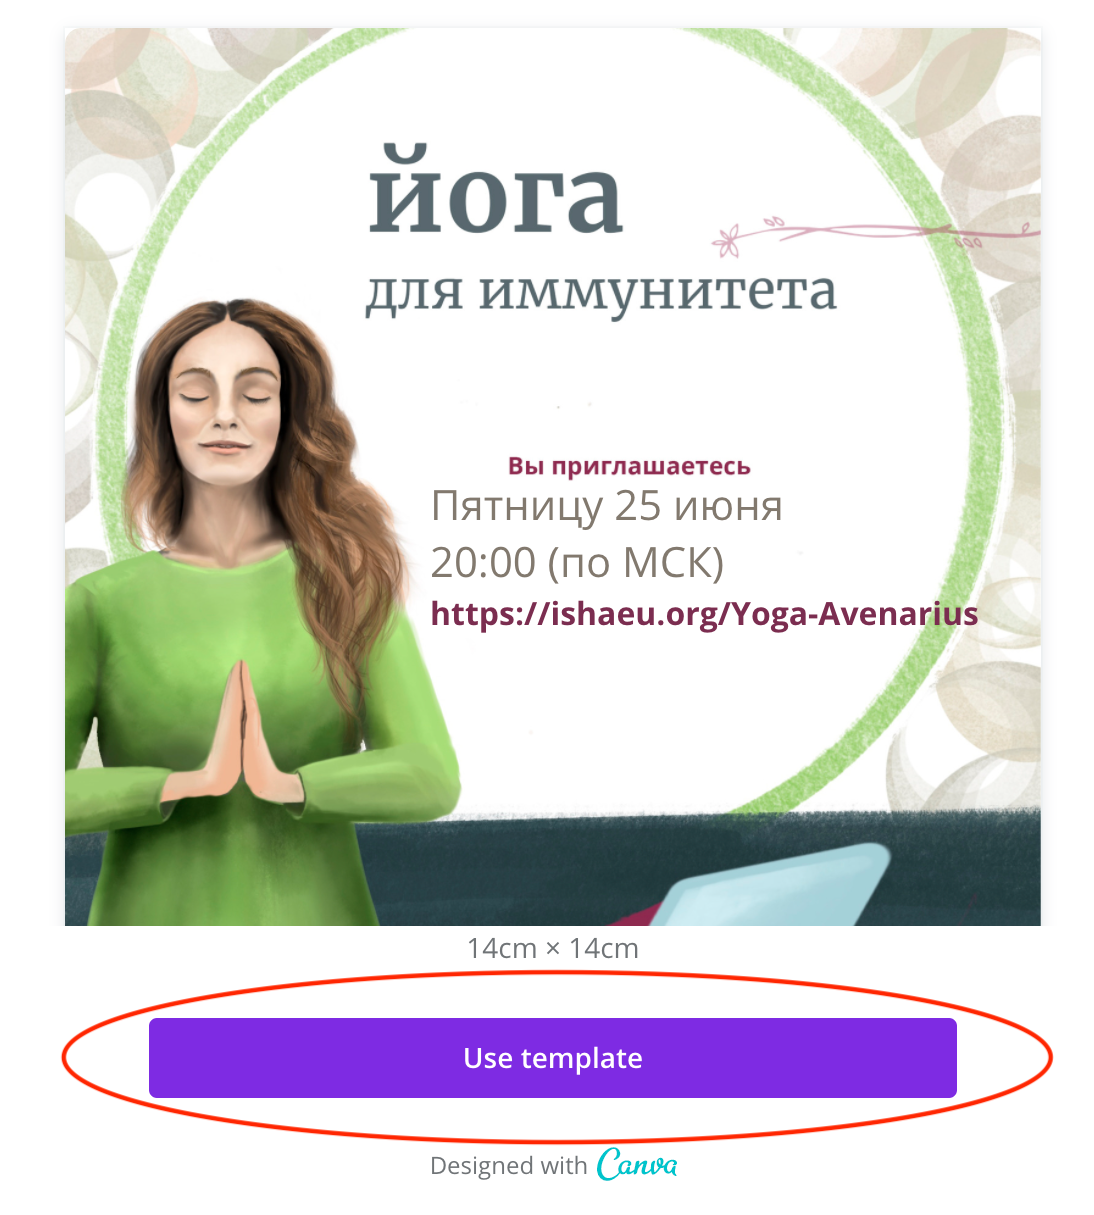 йога
для иммунитета
Вы приглашаетесь
Пятницу 25 июня
20:00 (по МСК)
https://ishaeu.org/Yoga-Avenarius
14cm × 14cm
Use template
Designed with Canva